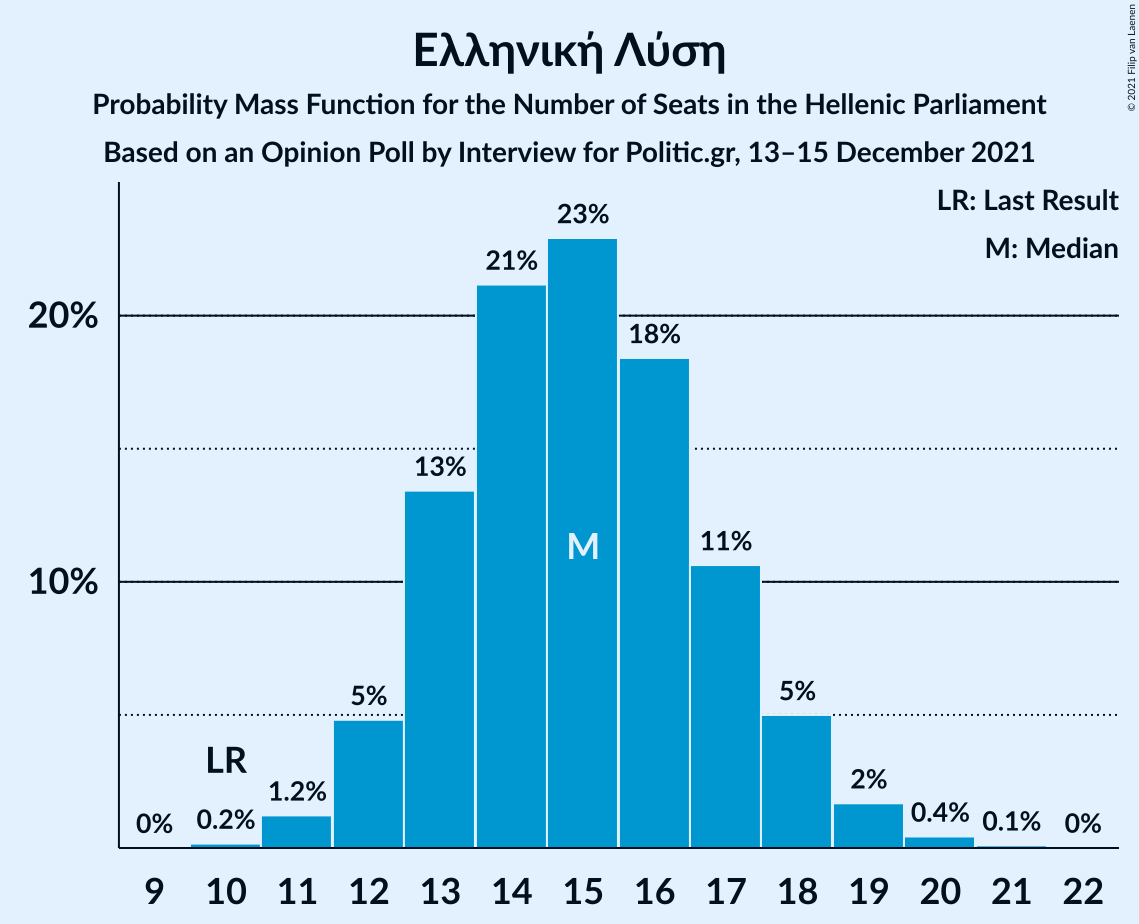 Ελληνική Λύση
Probability Mass Function for the Number of Seats in the Hellenic Parliament
Based on an Opinion Poll by Interview for Politic.gr, 13–15 December 2021
© 2021 Filip van Laenen
LR: Last Result
M: Median
20%
10%
0%
0.2%
1.2%
5%
13%
21%
23%
18%
11%
5%
2%
0.4%
0.1%
0%
LR
M
9 10 11 12 13 14 15 16 17 18 19 20 21 22